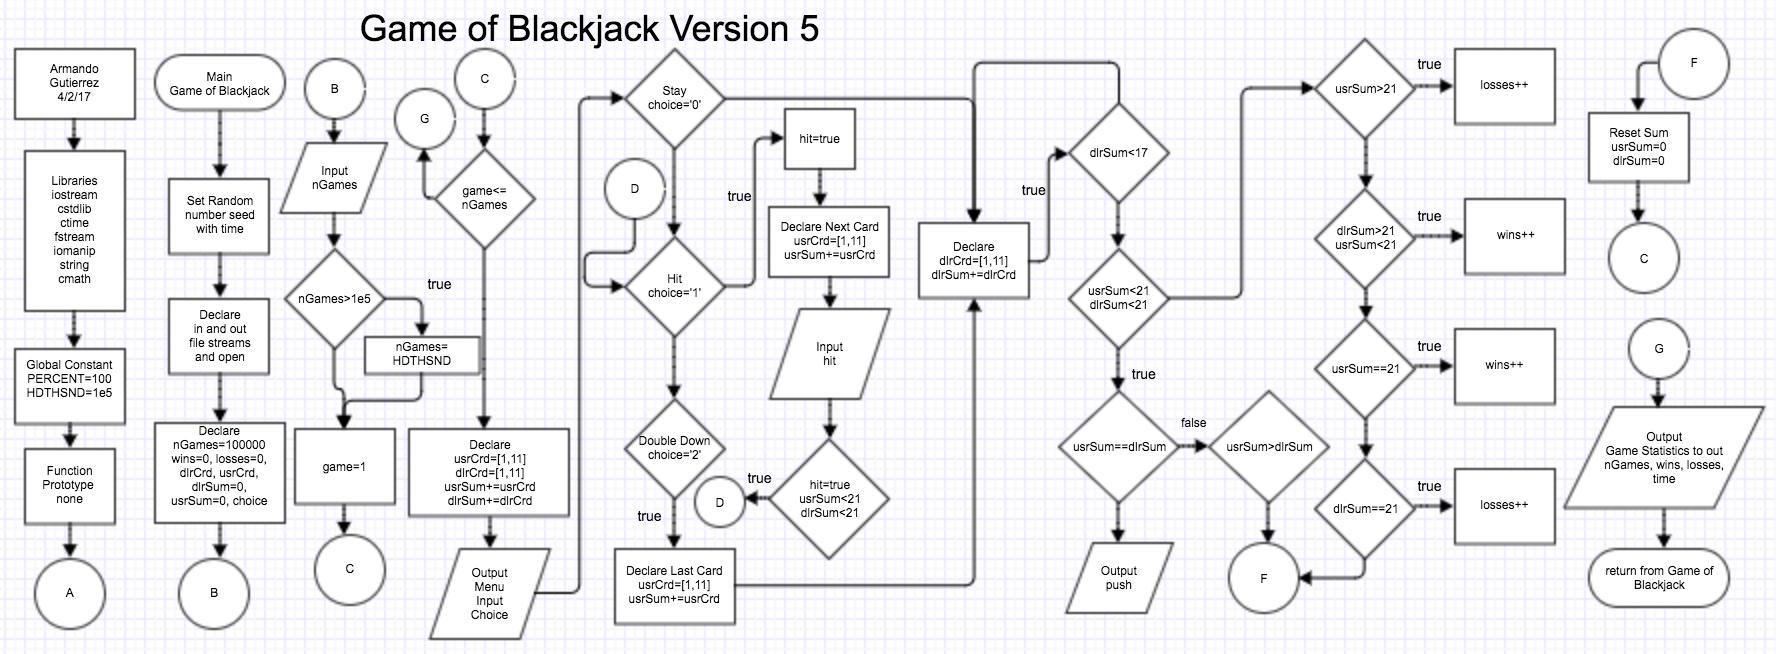 Game of Blackjack Version 5
Armando
Gutierrez
4/2/17
Libraries
iostream
cstdlib
ctime
fstream
iomanip
string
cmath
Global Constant
PERCENT=100
HDTHSND=1e5
Function
Prototype
none
A
Main
Game of Blackjack
Set Random
number seed
with time
Declare
in and out
file streams
and open
Declare
nGames=100000
wins=0, losses=0,
dlrCrd, usrCrd,
dlrSum=0,
usrSum=0, choice
B
B
Input
nGames
nGames>1e5
true
nGames=
HDTHSND
game=1
C
C
G
game<=
nGames
Declare
usrCrd=[1,11]
dlrCrd=[1,11]
usrSum+=usrCrd
dlrSum+=dlrCrd
Output
Menu
Input
Choice
Stay
choice='0'
D
Hit
choice='1'
true
Double Down
choice='2'
true
Declare Last Card
usrCrd=[1,11]
usrSum+=usrCrd
hit=true
Declare Next Card
usrCrd=[1,11]
usrSum+=usrCrd
Input
hit
hit=true
usrSum<21
dlrSum<21
true
D
Declare
dlrCrd=[1,11]
dlrSum+=dlrCrd
true
dlrSum<17
usrSum<21
dlrSum<21
true
usrSum==dlrSum
false
usrSum>dlrSum
Output
push
F
usrSum>21
true
losses++
dlrSum>21
usrSum<21
true
wins++
usrSum==21
true
wins++
dlrSum==21
true
losses++
F
Reset Sum
usrSum=0
dlrSum=0
C
G
Output
Game Statistics to out
nGames, wins, losses,
time
return from Game of
Blackjack